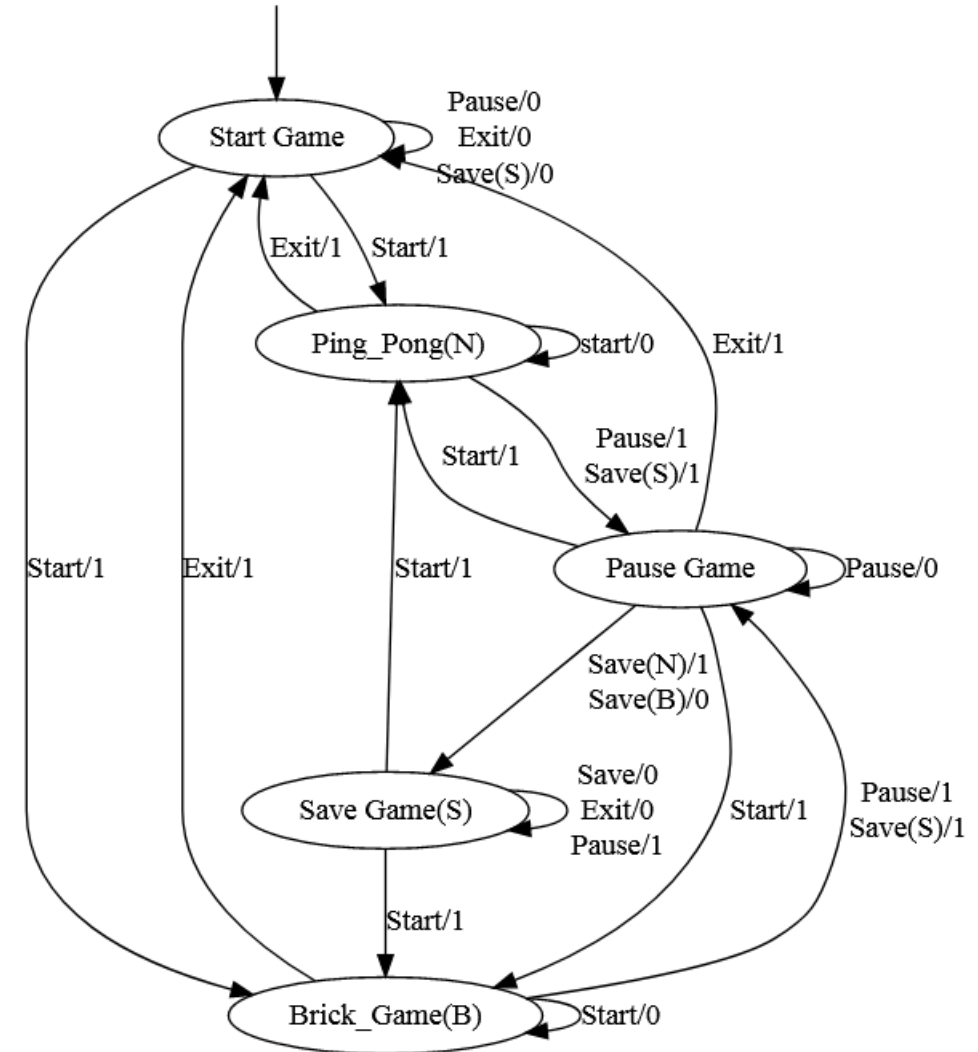 Pause/0
Start Game
Exit/0
Save(S)/0
Exit/1
Start/1
Ping_Pong(N)
start/0
Exit/1
Pause/1
Start/1
Save(S)/1
Start/1
Exit/1
Start/1
Pause Game
Pause/0
Save(N)/1
Save(B)/0
Save/0
Save Game(S)
Exit/0
Start/1
Pause/1
Pause/1
Save(S)/1
Start/1
Brick_Game(B)
Start/0